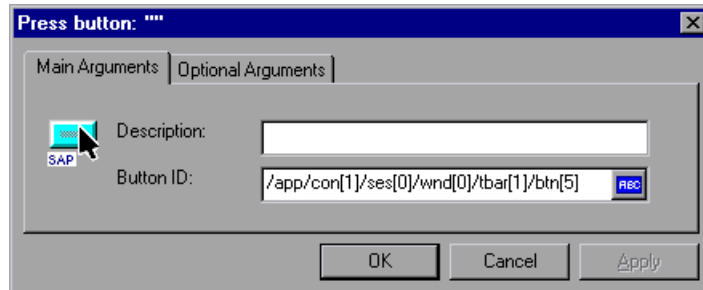 Press button: ""
Main Arguments
Optional Arguments
SAP
Description:
Button ID:
/app/con[1]/ses[0]/wnd[0]/tbar[1]/btn[5]
ABC
OK
Cancel
Apply